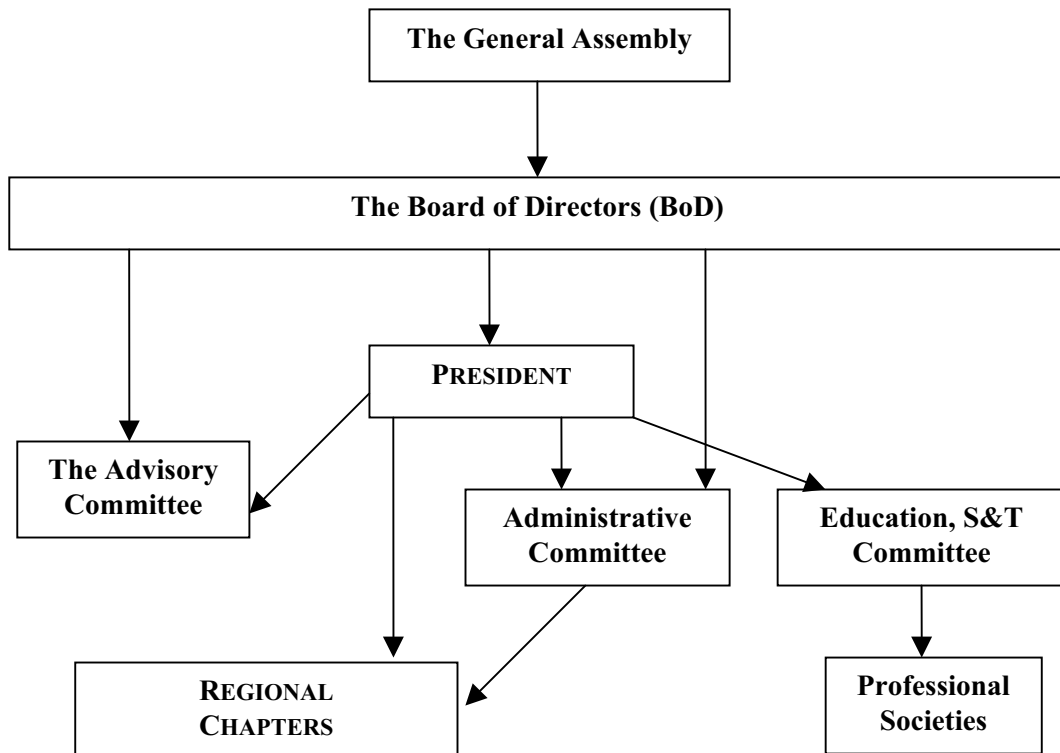 The General Assembly
The Board of Directors (BoD)
PRESIDENT
The Advisory
Committee
Administrative
Committee
Education, S&T
Committee
REGIONAL
CHAPTERS
Professional
Societies